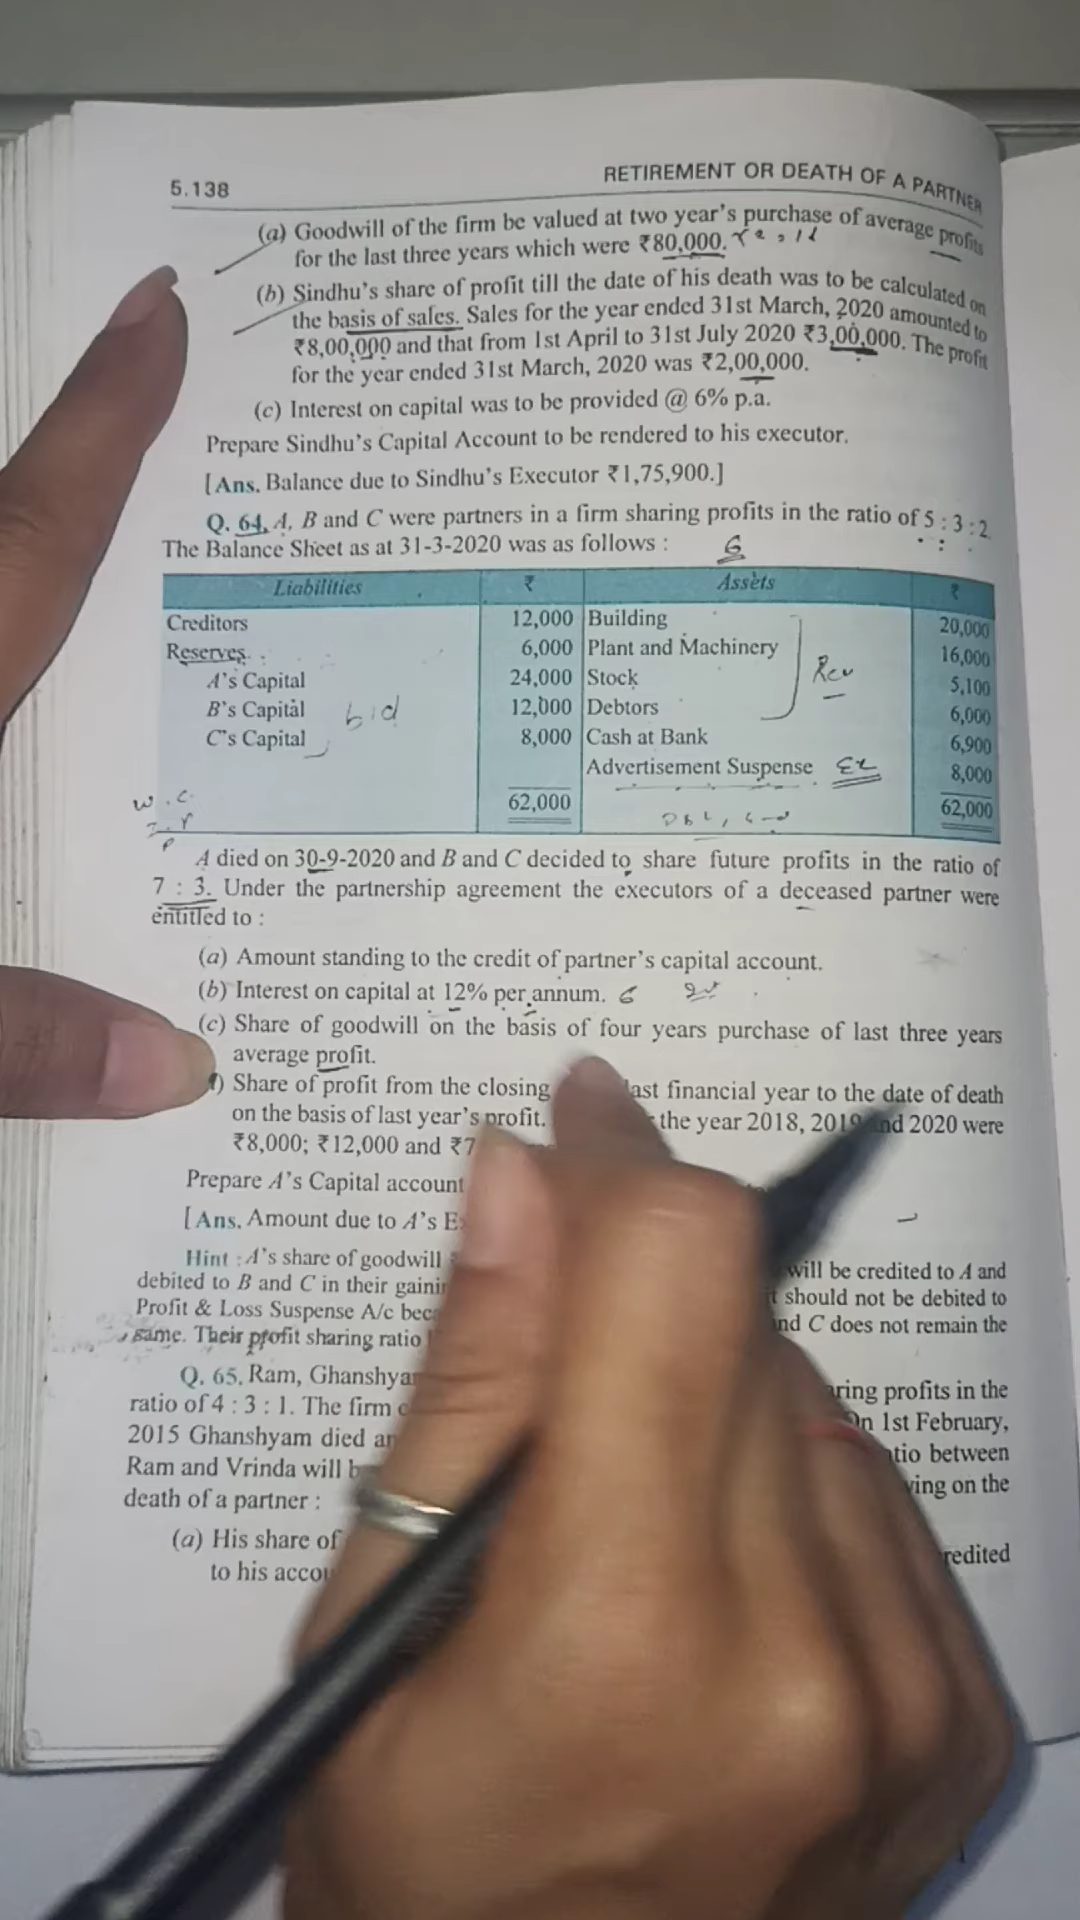 5.138
RETIREMENT OR DEATH OF A PARTNER
(a) Goodwill of the firm be valued at two year's purchase of average profits
for the last three years which were ₹80,000.
(b) Sindhu's share of profit till the date of his death was to be calculated on
the basis of sales. Sales for the year ended 31st March, 2020 amounted to
₹8,00,000 and that from 1st April to 31st July 2020 ₹3,00,000. The profit
for the year ended 31st March, 2020 was ₹2,00,000.
(c) Interest on capital was to be provided @ 6% p.a.
Prepare Sindhu's Capital Account to be rendered to his executor.
[Ans. Balance due to Sindhu's Executor ₹1,75,900.]
Q. 64. A, B and C were partners in a firm sharing profits in the ratio of 5 : 3 : 2.
The Balance Sheet as at 31-3-2020 was as follows : 6
Liabilities ₹ Assets ₹
Creditors 12,000 Building 20,000
Reserves 6,000 Plant and Machinery 16,000
A's Capital 24,000 Stock 5,100
Rev
B's Capital 12,000 Debtors 6,000
C's Capital 8,000 Cash at Bank 6,900
Advertisement Suspense 8,000
62,000 62,000
A died on 30-9-2020 and B and C decided to share future profits in the ratio of
7 : 3. Under the partnership agreement the executors of a deceased partner were
entitled to :
(a) Amount standing to the credit of partner's capital account.
(b) Interest on capital at 12% per annum. 6
(c) Share of goodwill on the basis of four years purchase of last three years
average profit.
) Share of profit from the closing last financial year to the date of death
on the basis of last year's profit. the year 2018, 2019 and 2020 were
₹8,000; ₹12,000 and ₹7
Prepare A's Capital account
[Ans. Amount due to A's E
Hint : A's share of goodwill will be credited to A and
debited to B and C in their gaini t should not be debited to
Profit & Loss Suspense A/c bec nd C does not remain the
same. Their profit sharing ratio
Q. 65. Ram, Ghanshya ring profits in the
ratio of 4 : 3 : 1. The firm c On 1st February,
2015 Ghanshyam died an tio between
Ram and Vrinda will b ing on the
death of a partner :
(a) His share of redited
to his accou